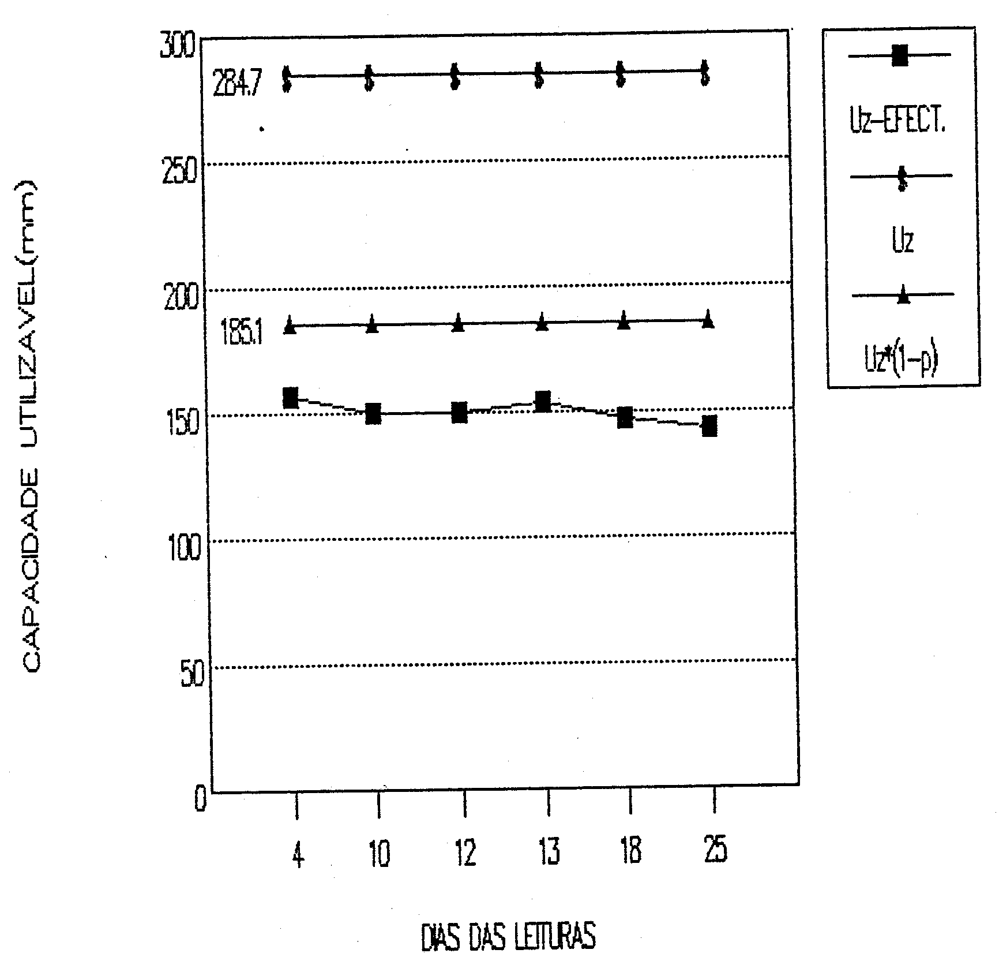 300
284.7
250
200
185.1
150
100
50
0
CAPACIDADE UTILIZAVEL(mm)
4 10 12 13 18 25
DIAS DAS LEITURAS
Uz-EFECT.
Uz
Uz*(1-p)